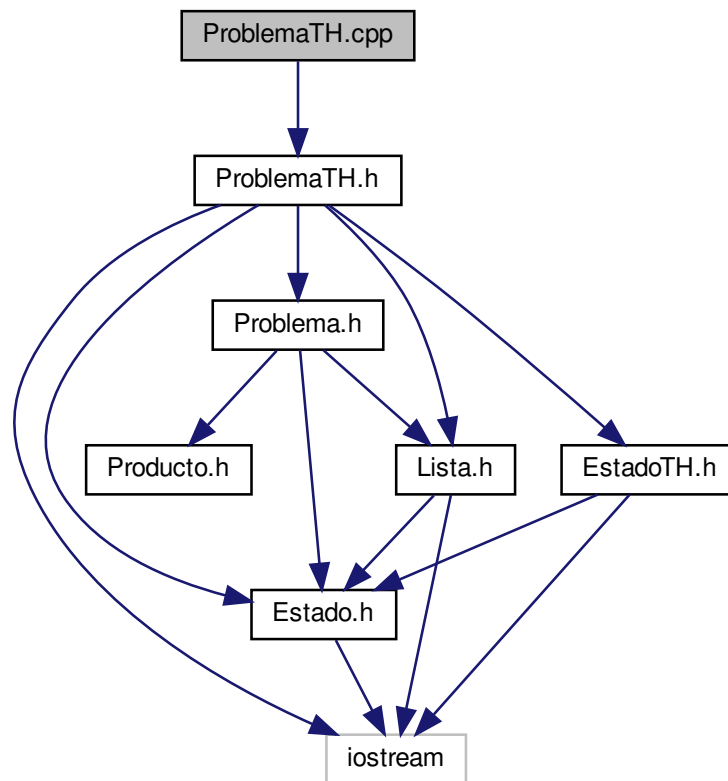 ProblemaTH.cpp
ProblemaTH.h
Problema.h
Producto.h
Lista.h
EstadoTH.h
Estado.h
iostream